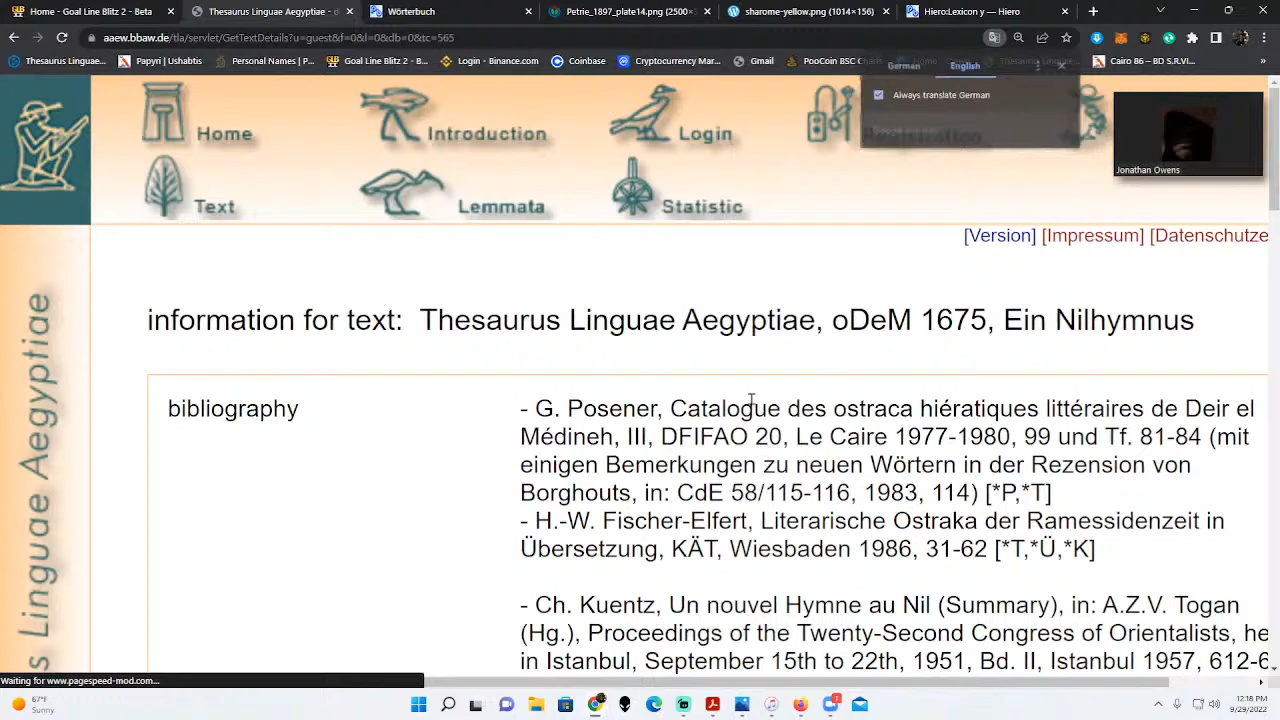 Home - Goal Line Blitz 2 - B
Thesaurus Linguae Aegyptiae - d
Wörterbuch
Petrie_1897_plate14.png (2500×
sharome-yellow.png (1014×156)
HieroLexicon y — Hiero
aaew.bbaw.de/tla/servlet/GetTextDetails?u=guest&f=0&l=0&db=0&tc=565
Thesaurus Lingue...
Papyri | Ushabtis
Personal Names | P...
Goal Line Blitz 2 -...
Login - Binance.com
Coinbase
Cryptocurrency Mar...
Gmail
PooCoin BSC Charts
Cairo B6 – BD S.R.VI...
German
English
Always translate German
Jonathan Owens
Home
Introduction
Login
Registration
Text
Lemmata
Statistic
[Version] [Impressum] [Datenschutze
s Linguae Aegyptiae
information for text: Thesaurus Linguae Aegyptiae, oDeM 1675, Ein Nilhymnus
bibliography
- G. Posener, Catalogue des ostraca hiératiques littéraires de Deir el
Médineh, III, DFIFAO 20, Le Caire 1977-1980, 99 und Tf. 81-84 (mit
einigen Bemerkungen zu neuen Wörtern in der Rezension von
Borghouts, in: CdE 58/115-116, 1983, 114) [*P,*T]
- H.-W. Fischer-Elfert, Literarische Ostraka der Ramessidenzeit in
Übersetzung, KÄT, Wiesbaden 1986, 31-62 [*T,*Ü,*K]
- Ch. Kuentz, Un nouvel Hymne au Nil (Summary), in: A.Z.V. Togan
(Hg.), Proceedings of the Twenty-Second Congress of Orientalists, he
in Istanbul, September 15th to 22th, 1951, Bd. II, Istanbul 1957, 612-6
Waiting for www.pagespeed-mod.com...
67°F
Sunny
12:18 PM
9/29/2022